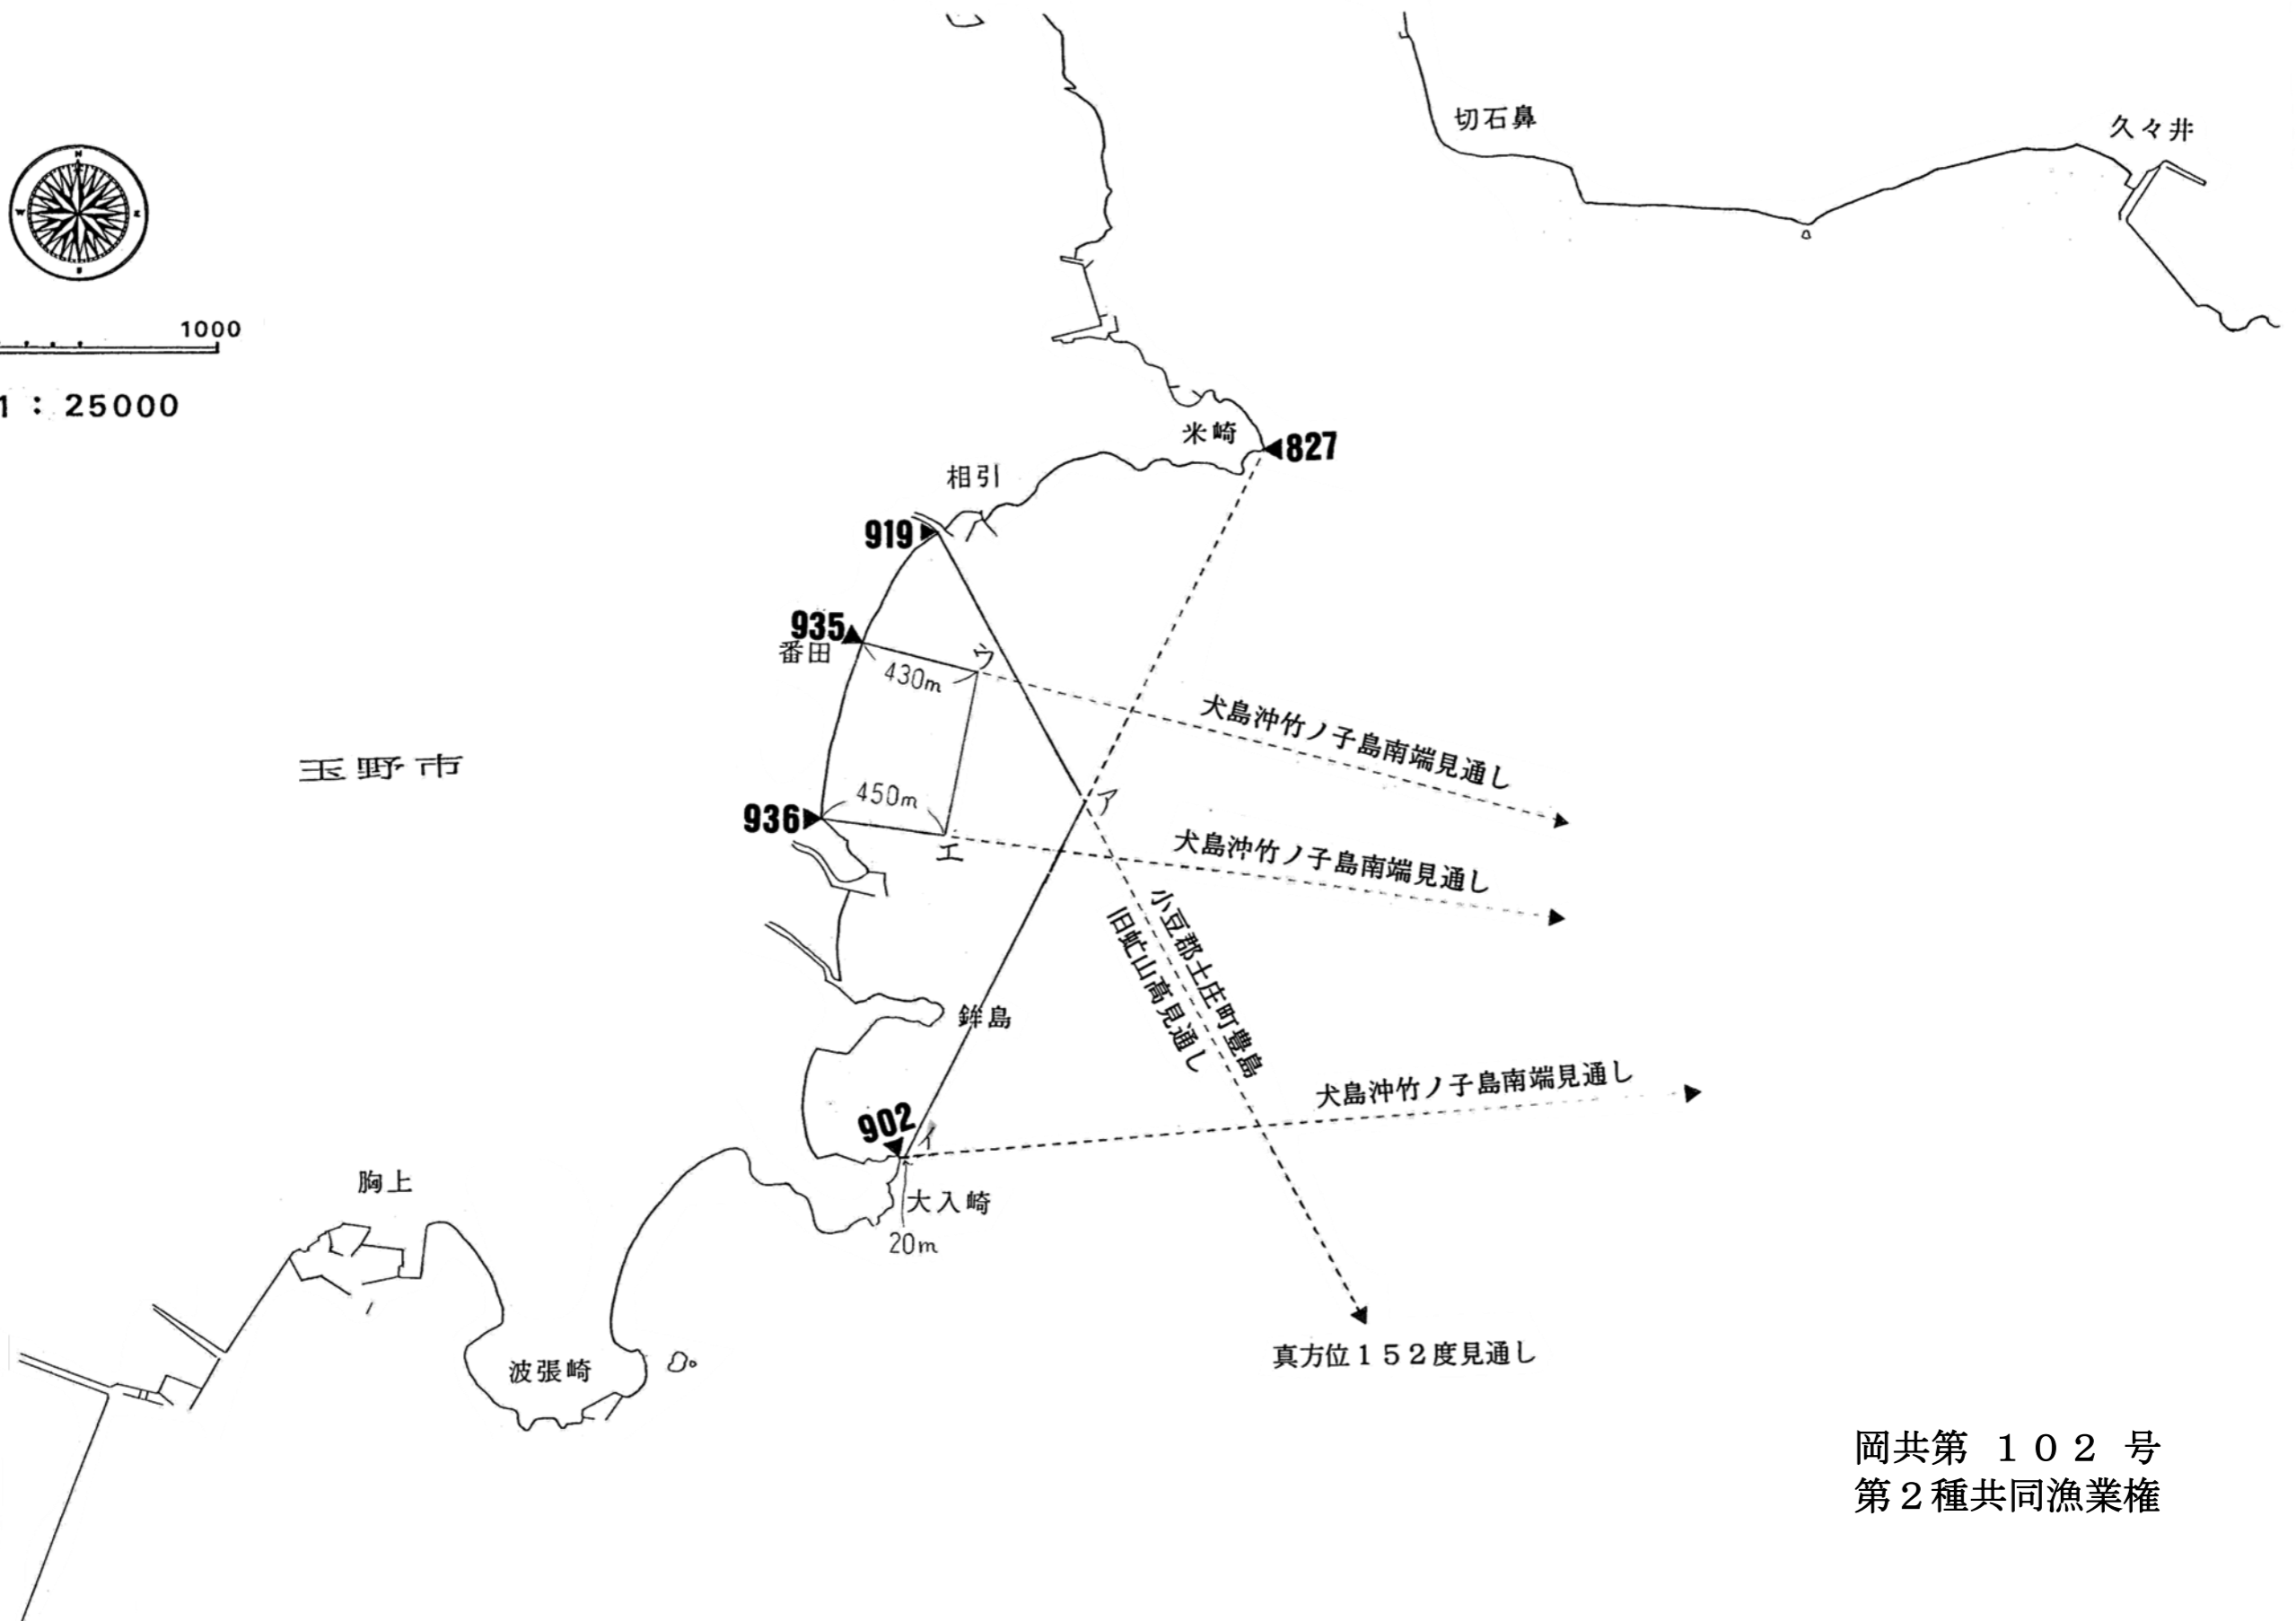 切石鼻
久々井
N
W
E
S
1000
1：25000
米崎
827
相引
919
935
番田
ウ
430m
犬島沖竹ノ子島南端見通し
玉野市
ア
450m
936
エ
犬島沖竹ノ子島南端見通し
小豆郡土庄町豊島
旧虻山高見通し
鉾島
犬島沖竹ノ子島南端見通し
902
イ
胸上
大入崎
20m
真方位１５２度見通し
波張崎
岡共第 １０２ 号
第２種共同漁業権